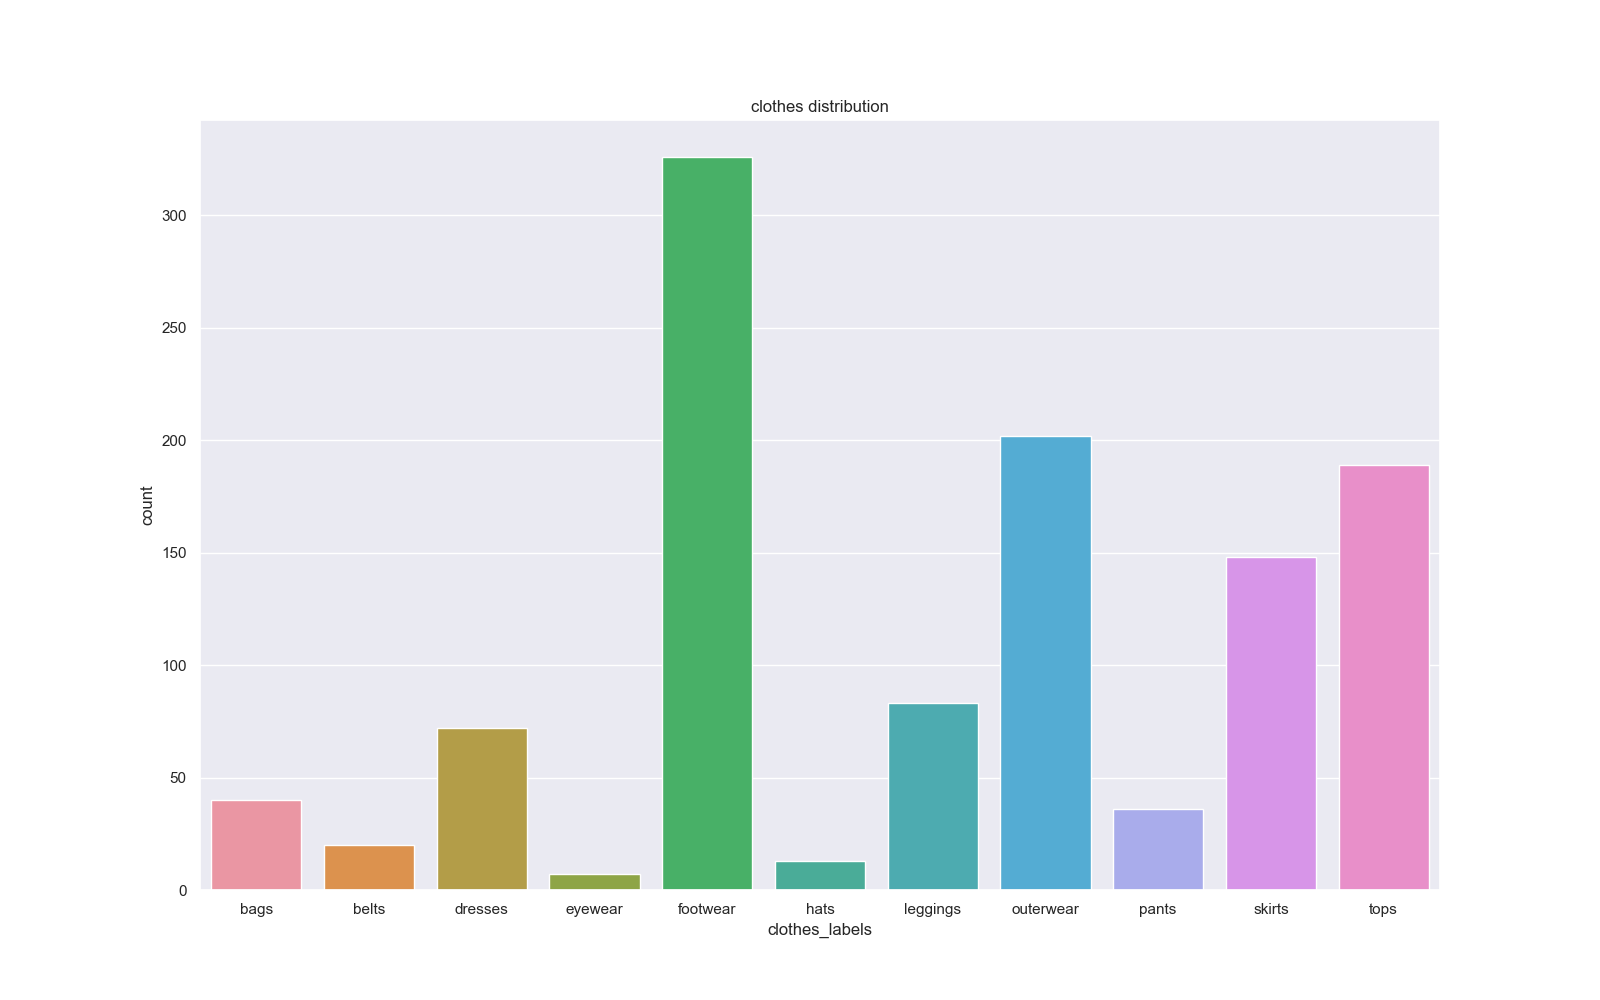 clothes distribution
300
250
200
150
100
50
0
count
bags belts dresses eyewear footwear hats leggings outerwear pants skirts tops
clothes_labels